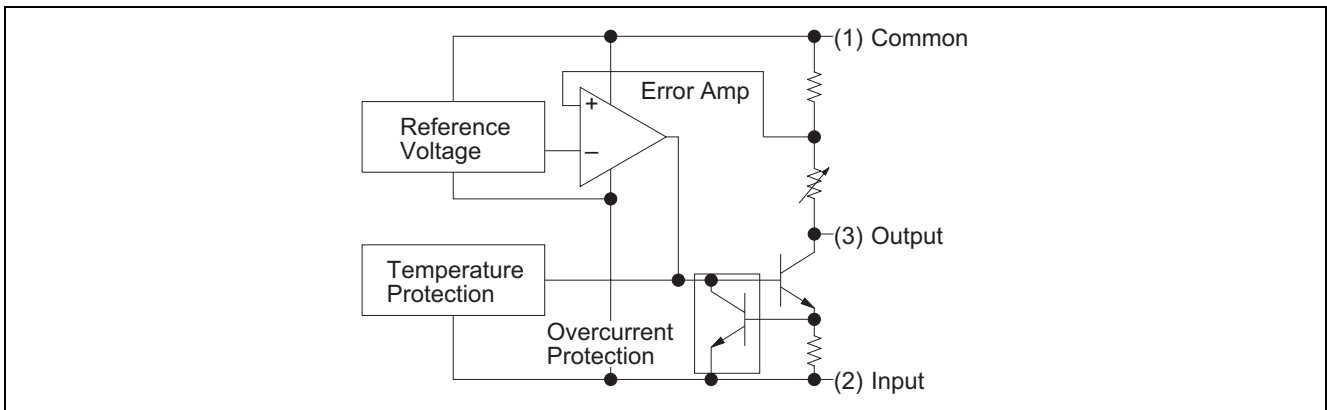 (1) Common
Error Amp
+
Reference
Voltage
−
(3) Output
Temperature
Protection
Overcurrent
Protection
(2) Input